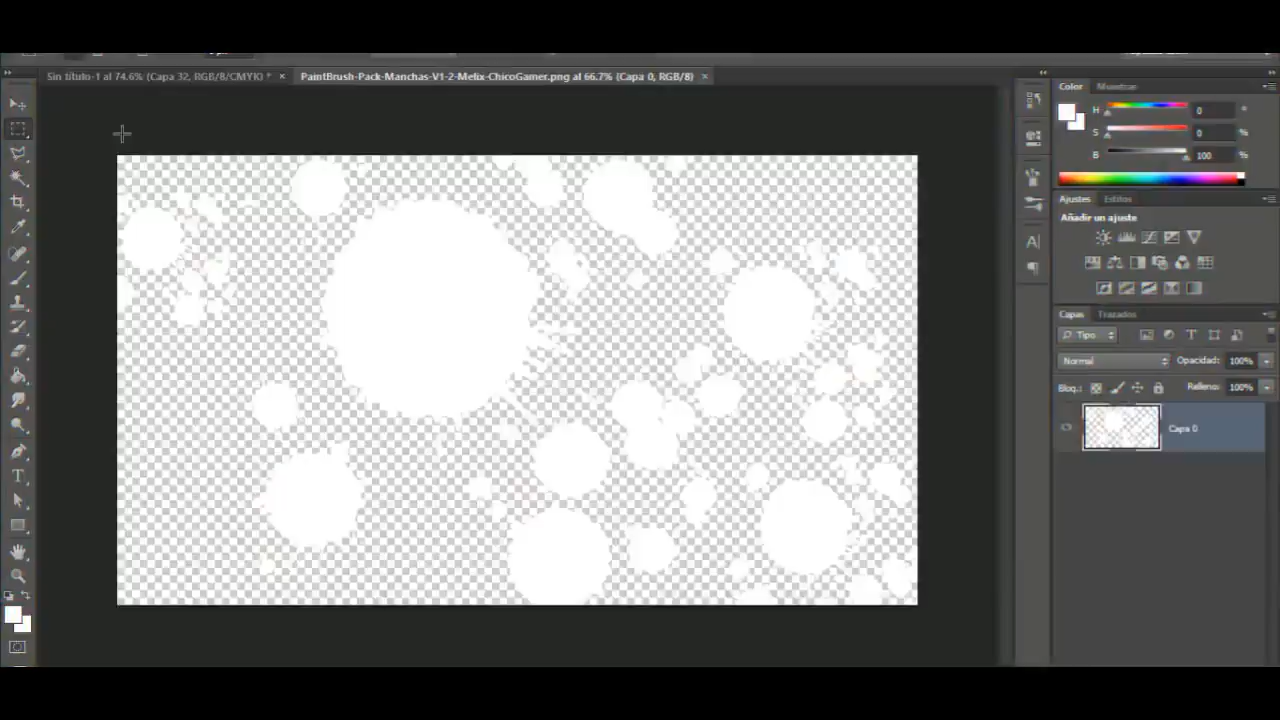 Sin título-1 al 74.6% (Capa 32, RGB/8/CMYK) * ×
PaintBrush-Pack-Manchas-V1-2-Melix-ChicoGamer.png al 66.7% (Capa 0, RGB/8) ×
Color Muestras
H 0 °
S 0 %
B 100 %
Ajustes Estilos
Añadir un ajuste
Capas Trazados
Tipo
Normal Opacidad: 100%
Bloq.: Relleno: 100%
Capa 0